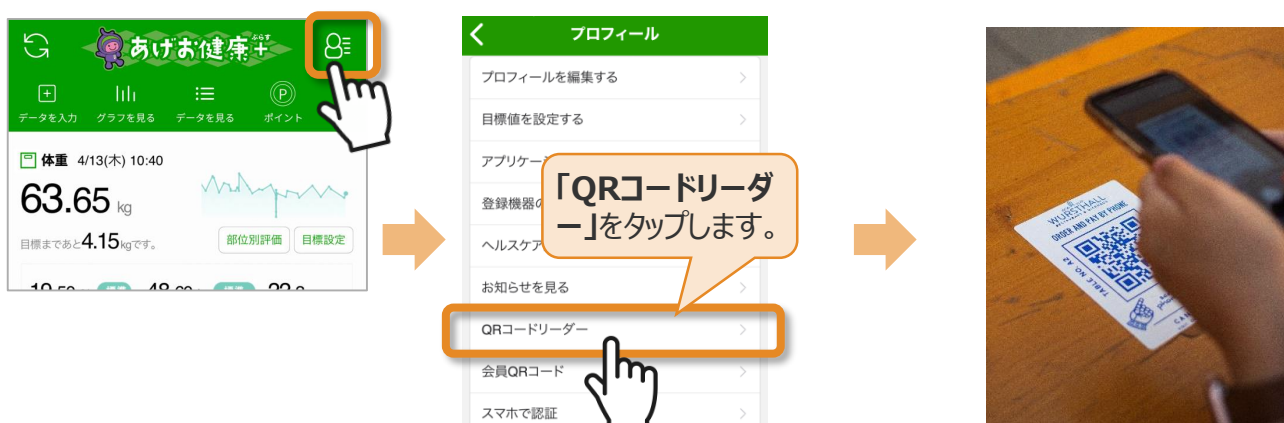 あげお健康+
ぷらす
データを入力
グラフを見る
データを見る
ポイント
体重 4/13(木) 10:40
63.65 kg
目標まであと4.15kgです。
部位別評価
目標設定
プロフィール
プロフィールを編集する
目標値を設定する
アプリケー
登録機器の
ヘルスケア
お知らせを見る
QRコードリーダー
会員QRコード
スマホで認証
「QRコードリーダ
ー」をタップします。
WURSTHALL
ORDER AND PAY BY PHONE
TABLE NO. A2